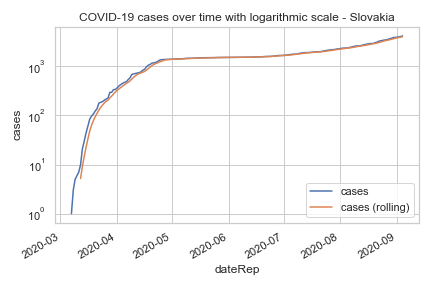 COVID-19 cases over time with logarithmic scale - Slovakia
cases
10³
10²
10¹
10⁰
2020-03
2020-04
2020-05
2020-06
2020-07
2020-08
2020-09
dateRep
cases
cases (rolling)